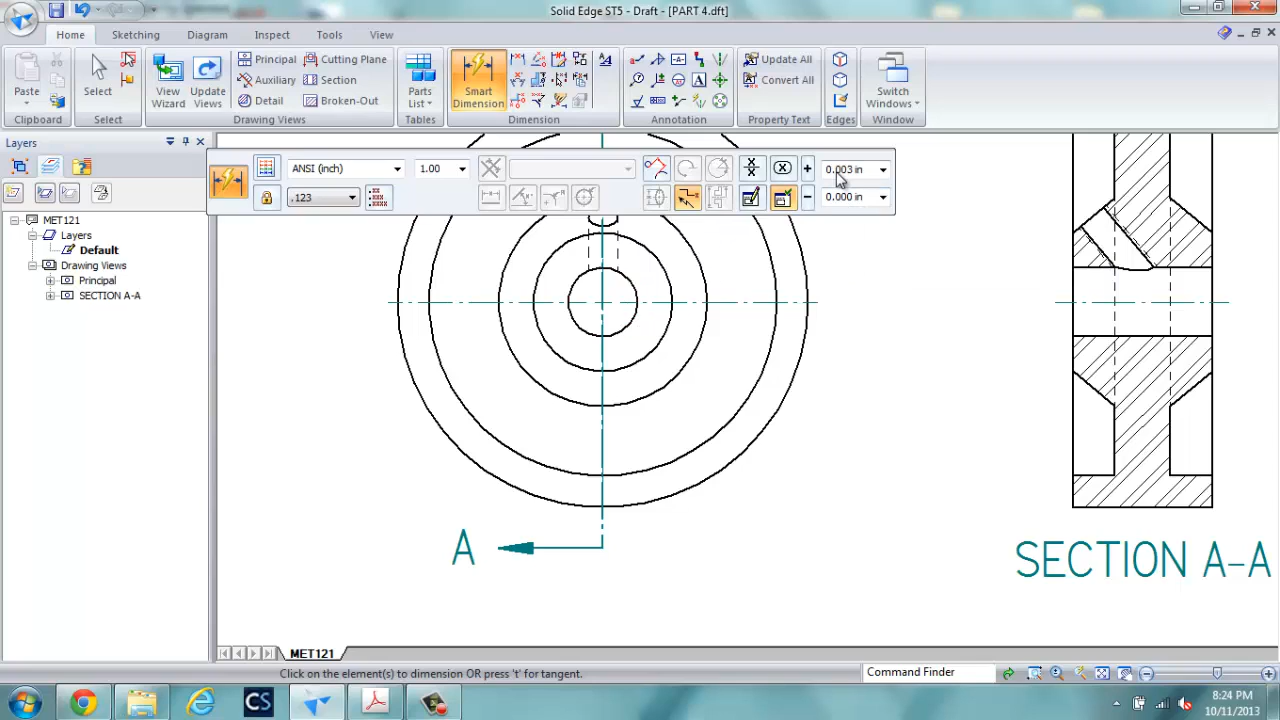 Solid Edge ST5 - Draft - [PART 4.dft]
Home Sketching Diagram Inspect Tools View
Paste Select View Wizard Update Views Principal Auxiliary Detail Cutting Plane Section Broken-Out Parts List Smart Dimension Update All Convert All Switch Windows
Clipboard Select Drawing Views Tables Dimension Annotation Property Text Edges Window
Layers
ANSI (inch) 1.00 0.003 in
.123 0.000 in
MET121
Layers
Default
Drawing Views
Principal
SECTION A-A
A
SECTION A-A
MET121
Click on the element(s) to dimension OR press 't' for tangent.
Command Finder
CS
8:24 PM
10/11/2013